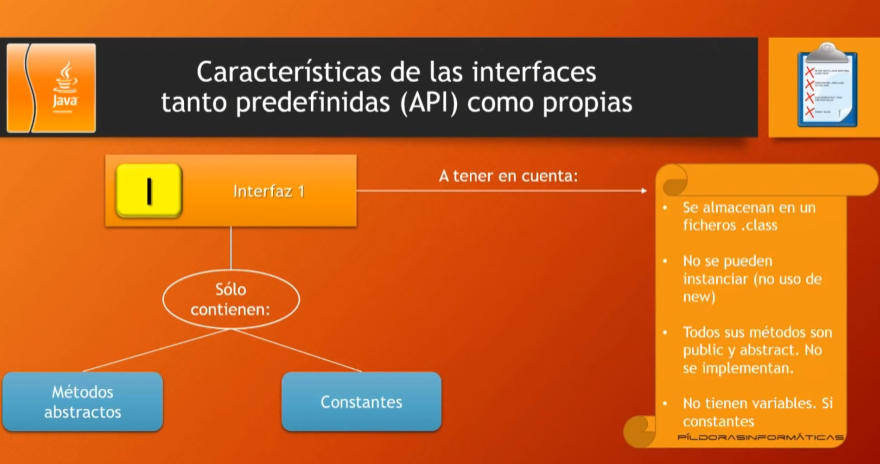 Java
Características de las interfaces
tanto predefinidas (API) como propias
I
Interfaz 1
A tener en cuenta:
Sólo
contienen:
Métodos
abstractos
Constantes
• Se almacenan en un
ficheros .class
• No se pueden
instanciar (no uso de
new)
• Todos sus métodos son
public y abstract. No
se implementan.
• No tienen variables. Si
constantes
PÍLDORASINFORMÁTICAS